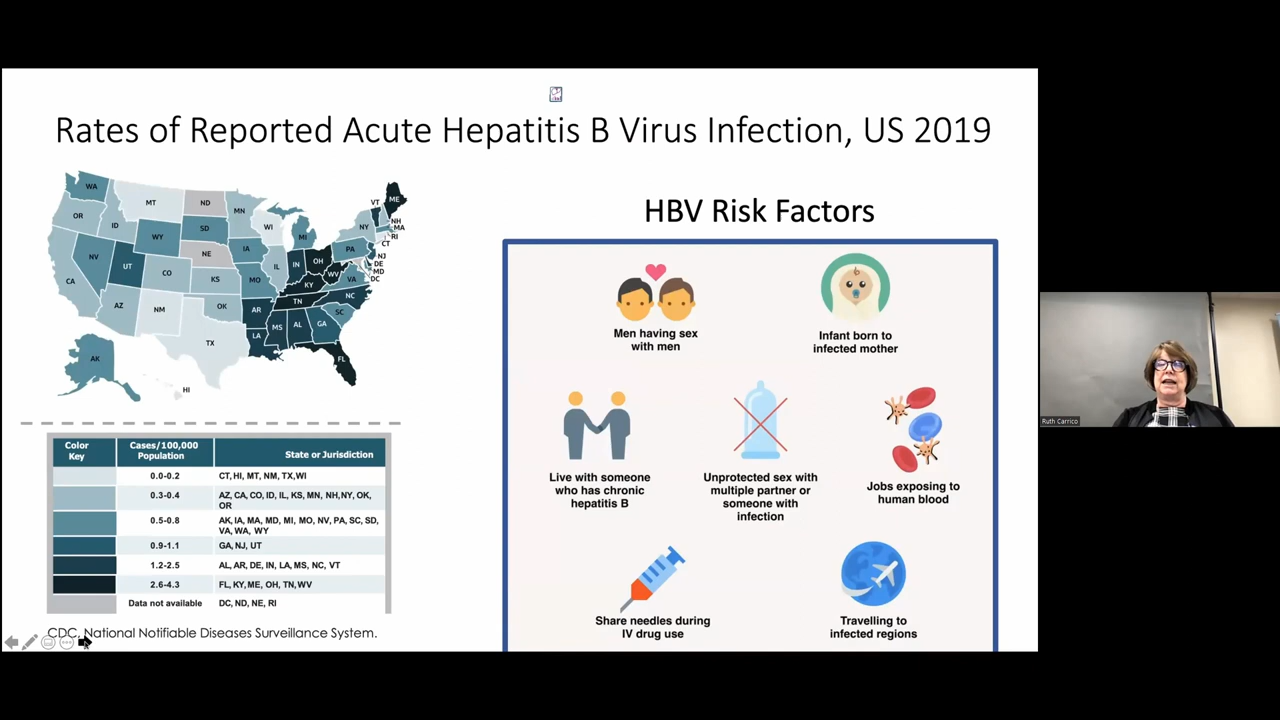 Rates of Reported Acute Hepatitis B Virus Infection, US 2019
WA
MT
ND
MN
OR
ID
SD
WI
MI
NY
VT
ME
NH
MA
RI
CT
WY
NE
IA
PA
NJ
DE
MD
DC
NV
UT
CO
KS
IL
IN
OH
WV
VA
CA
MO
KY
NC
AZ
NM
OK
AR
TN
SC
MS
AL
GA
LA
TX
FL
AK
HI
Color
Key
Cases/100,000
Population
State or Jurisdiction
0.0-0.2 CT, HI, MT, NM, TX,WI
0.3-0.4 AZ, CA, CO, ID, IL, KS, MN, NH,NY, OK,
OR
0.5-0.8 AK, IA, MA, MD, MI, MO, NV, PA, SC, SD,
VA, WA, WY
0.9-1.1 GA, NJ, UT
1.2-2.5 AL, AR, DE, IN, LA, MS, NC, VT
2.6-4.3 FL, KY, ME, OH, TN, WV
Data not available DC, ND, NE, RI
CDC, National Notifiable Diseases Surveillance System.
HBV Risk Factors
Men having sex
with men
Infant born to
infected mother
Live with someone
who has chronic
hepatitis B
Unprotected sex with
multiple partner or
someone with
infection
Jobs exposing to
human blood
Share needles during
IV drug use
Travelling to
infected regions
Ruth Carrico